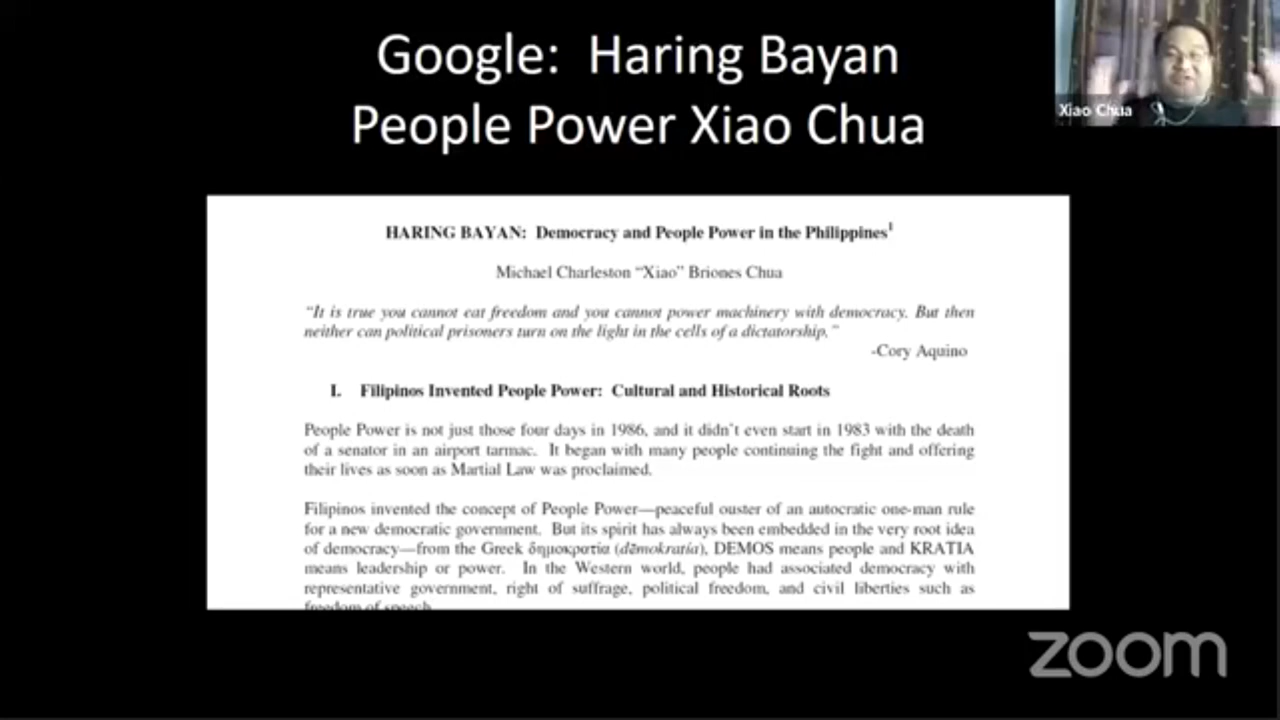 Google: Haring Bayan
People Power Xiao Chua
Xiao Chua
HARING BAYAN: Democracy and People Power in the Philippines¹
Michael Charleston “Xiao” Briones Chua
“It is true you cannot eat freedom and you cannot power machinery with democracy. But then
neither can political prisoners turn on the light in the cells of a dictatorship.”
-Cory Aquino
I. Filipinos Invented People Power: Cultural and Historical Roots
People Power is not just those four days in 1986, and it didn’t even start in 1983 with the death
of a senator in an airport tarmac. It began with many people continuing the fight and offering
their lives as soon as Martial Law was proclaimed.
Filipinos invented the concept of People Power—peaceful ouster of an autocratic one-man rule
for a new democratic government. But its spirit has always been embedded in the very root idea
of democracy—from the Greek δημοκρατία (dēmokratía), DEMOS means people and KRATIA
means leadership or power. In the Western world, people had associated democracy with
representative government, right of suffrage, political freedom, and civil liberties such as
freedom of speech
zoom